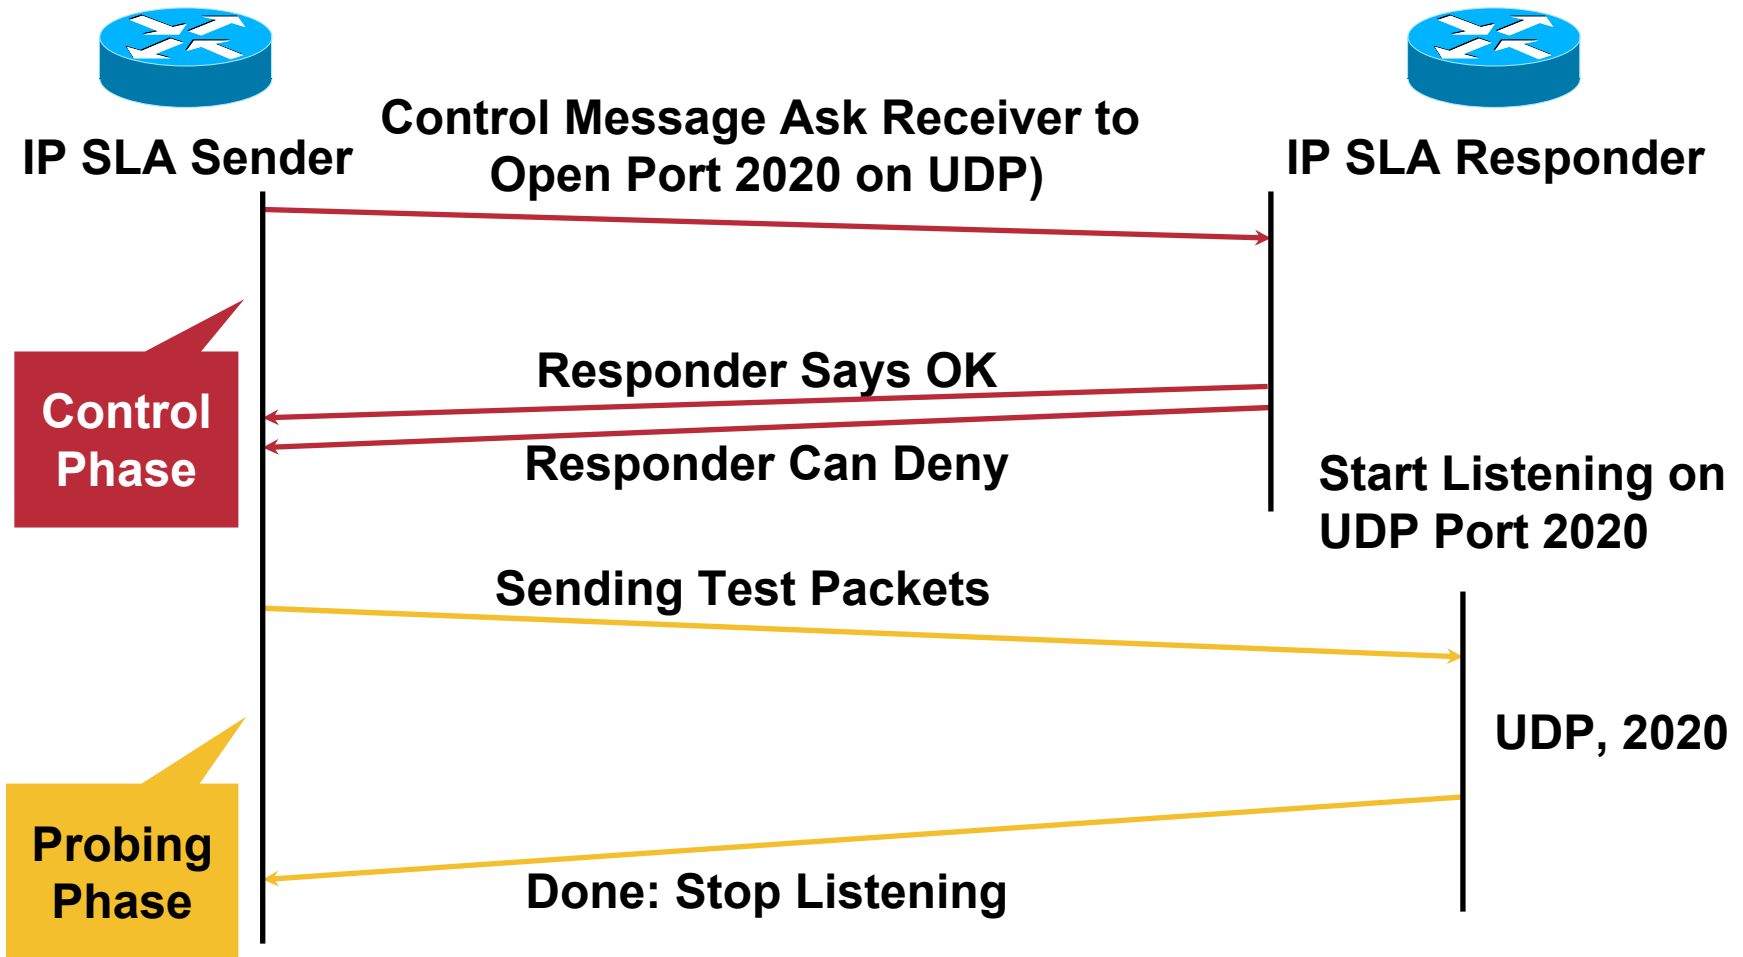 IP SLA Sender
Control Message Ask Receiver to
Open Port 2020 on UDP)
IP SLA Responder
Control
Phase
Responder Says OK
Responder Can Deny
Start Listening on
UDP Port 2020
Sending Test Packets
UDP, 2020
Probing
Phase
Done: Stop Listening